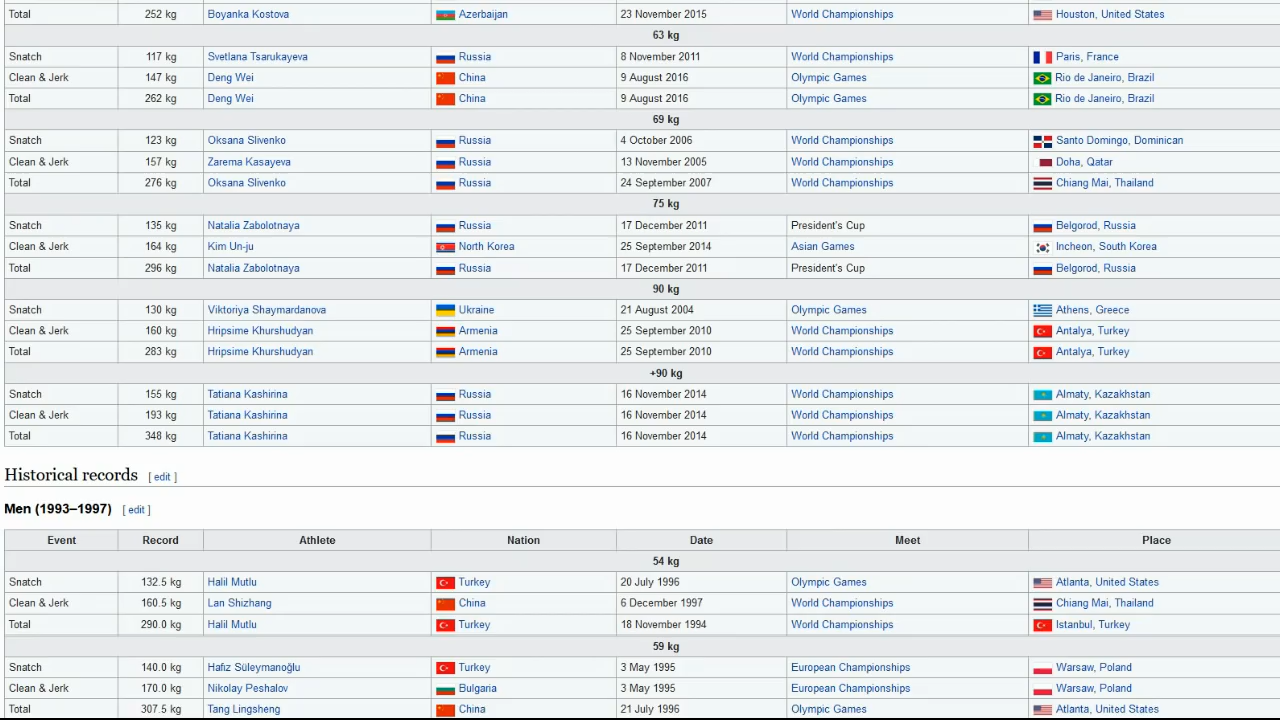 Total 252 kg Boyanka Kostova Azerbaijan 23 November 2015 World Championships Houston, United States
63 kg
Snatch 117 kg Svetlana Tsarukayeva Russia 8 November 2011 World Championships Paris, France
Clean & Jerk 147 kg Deng Wei China 9 August 2016 Olympic Games Rio de Janeiro, Brazil
Total 262 kg Deng Wei China 9 August 2016 Olympic Games Rio de Janeiro, Brazil
69 kg
Snatch 123 kg Oksana Slivenko Russia 4 October 2006 World Championships Santo Domingo, Dominican
Clean & Jerk 157 kg Zarema Kasayeva Russia 13 November 2005 World Championships Doha, Qatar
Total 276 kg Oksana Slivenko Russia 24 September 2007 World Championships Chiang Mai, Thailand
75 kg
Snatch 135 kg Natalia Zabolotnaya Russia 17 December 2011 President's Cup Belgorod, Russia
Clean & Jerk 164 kg Kim Un-ju North Korea 25 September 2014 Asian Games Incheon, South Korea
Total 296 kg Natalia Zabolotnaya Russia 17 December 2011 President's Cup Belgorod, Russia
90 kg
Snatch 130 kg Viktoriya Shaymardanova Ukraine 21 August 2004 Olympic Games Athens, Greece
Clean & Jerk 160 kg Hripsime Khurshudyan Armenia 25 September 2010 World Championships Antalya, Turkey
Total 283 kg Hripsime Khurshudyan Armenia 25 September 2010 World Championships Antalya, Turkey
+90 kg
Snatch 155 kg Tatiana Kashirina Russia 16 November 2014 World Championships Almaty, Kazakhstan
Clean & Jerk 193 kg Tatiana Kashirina Russia 16 November 2014 World Championships Almaty, Kazakhstan
Total 348 kg Tatiana Kashirina Russia 16 November 2014 World Championships Almaty, Kazakhstan
Historical records [ edit ]
Men (1993–1997) [ edit ]
Event Record Athlete Nation Date Meet Place
54 kg
Snatch 132.5 kg Halil Mutlu Turkey 20 July 1996 Olympic Games Atlanta, United States
Clean & Jerk 160.5 kg Lan Shizhang China 6 December 1997 World Championships Chiang Mai, Thailand
Total 290.0 kg Halil Mutlu Turkey 18 November 1994 World Championships Istanbul, Turkey
59 kg
Snatch 140.0 kg Hafız Süleymanoğlu Turkey 3 May 1995 European Championships Warsaw, Poland
Clean & Jerk 170.0 kg Nikolay Peshalov Bulgaria 3 May 1995 European Championships Warsaw, Poland
Total 307.5 kg Tang Lingsheng China 21 July 1996 Olympic Games Atlanta, United States